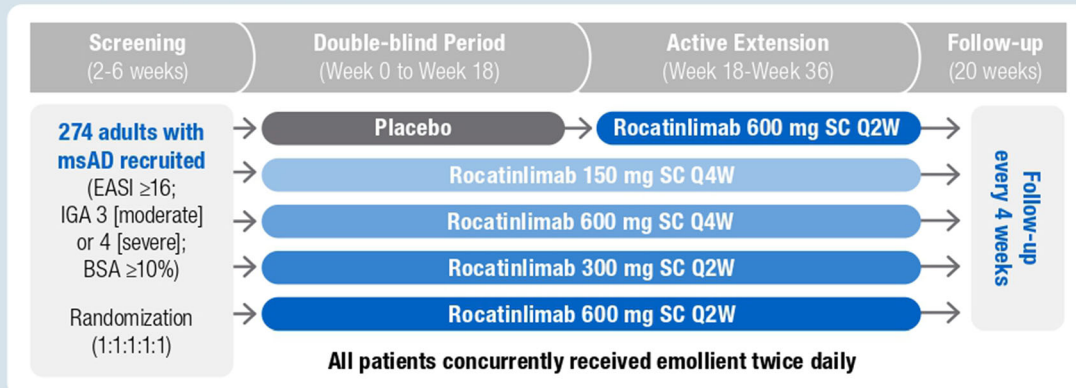 Screening
(2-6 weeks)
Double-blind Period
(Week 0 to Week 18)
Active Extension
(Week 18-Week 36)
Follow-up
(20 weeks)
274 adults with
msAD recruited
(EASI ≥16;
IGA 3 [moderate]
or 4 [severe];
BSA ≥10%)
Randomization
(1:1:1:1:1)
Placebo
Rocatinlimab 600 mg SC Q2W
Rocatinlimab 150 mg SC Q4W
Rocatinlimab 600 mg SC Q4W
Rocatinlimab 300 mg SC Q2W
Rocatinlimab 600 mg SC Q2W
Follow-up
every 4 weeks
All patients concurrently received emollient twice daily